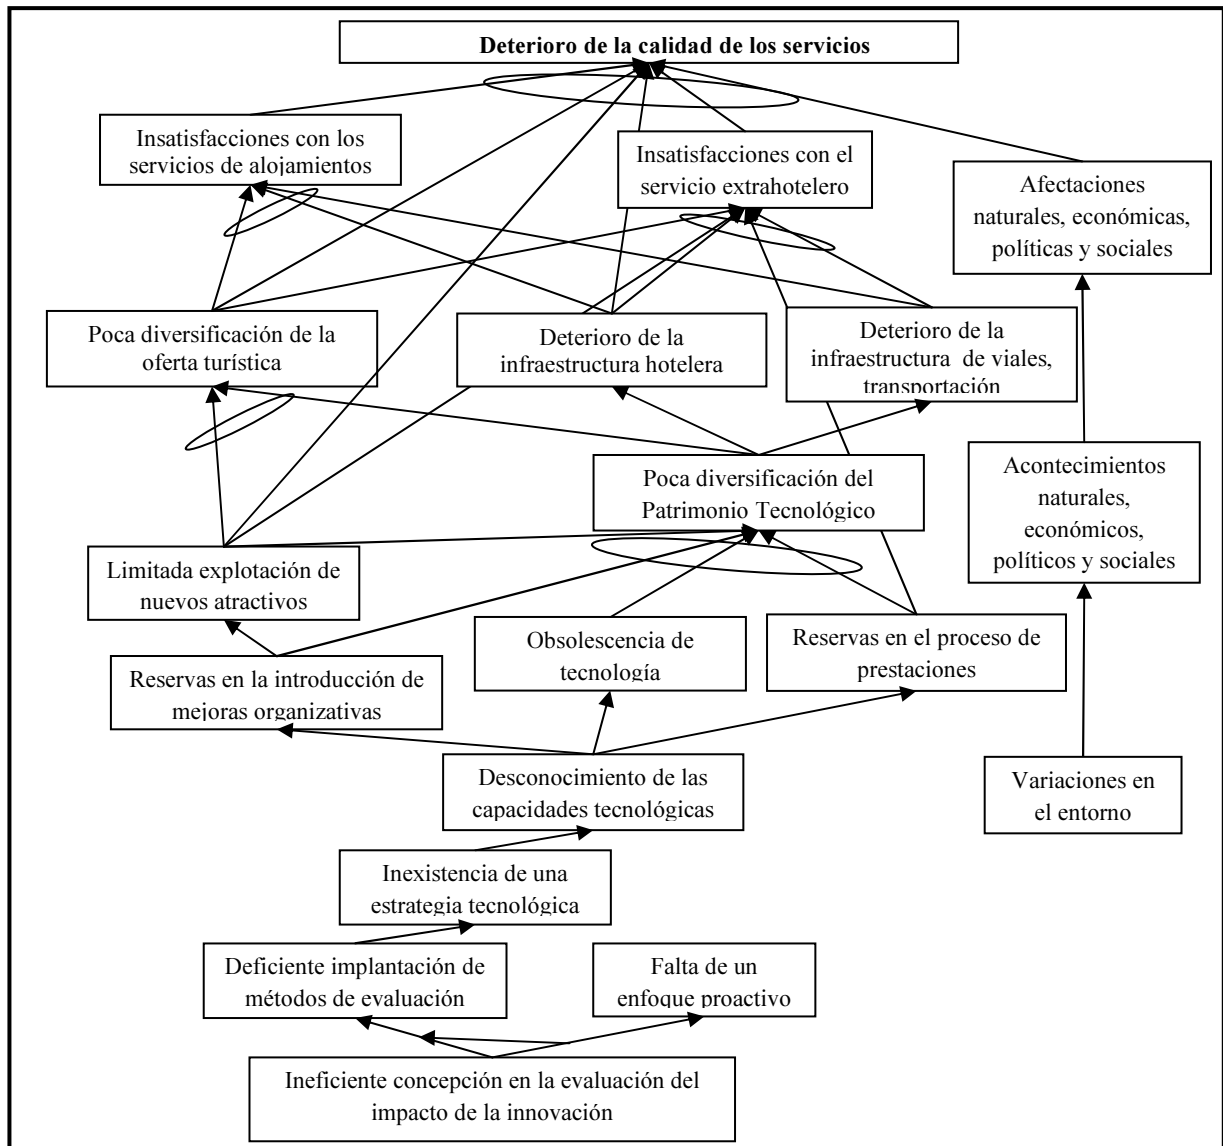 Deterioro de la calidad de los servicios
Insatisfacciones con los
servicios de alojamientos
Insatisfacciones con el
servicio extrahotelero
Afectaciones
naturales, económicas,
políticas y sociales
Poca diversificación de la
oferta turística
Deterioro de la
infraestructura hotelera
Deterioro de la
infraestructura de viales,
transportación
Poca diversificación del
Patrimonio Tecnológico
Acontecimientos
naturales,
económicos,
políticos y sociales
Limitada explotación de
nuevos atractivos
Obsolescencia de
tecnología
Reservas en el proceso de
prestaciones
Reservas en la introducción de
mejoras organizativas
Desconocimiento de las
capacidades tecnológicas
Variaciones en
el entorno
Inexistencia de una
estrategia tecnológica
Deficiente implantación de
métodos de evaluación
Falta de un
enfoque proactivo
Ineficiente concepción en la evaluación del
impacto de la innovación